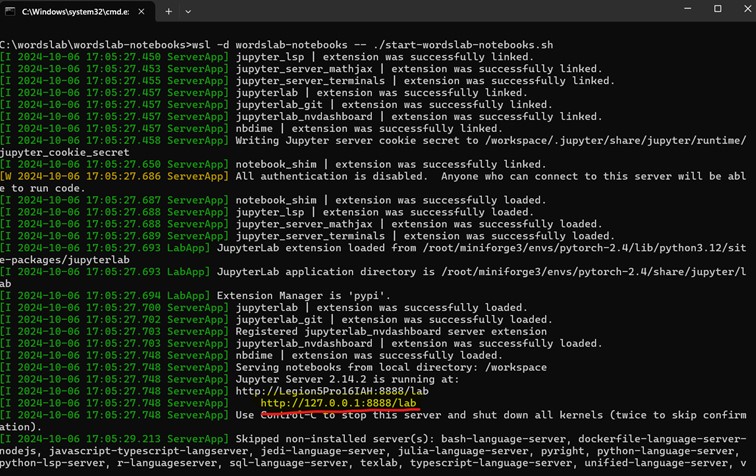 C:\Windows\system32\cmd.e:
C:\wordslab\wordslab-notebooks>wsl -d wordslab-notebooks -- ./start-wordslab-notebooks.sh
[I 2024-10-06 17:05:27.450 ServerApp] jupyter_lsp | extension was successfully linked.
[I 2024-10-06 17:05:27.453 ServerApp] jupyter_server_mathjax | extension was successfully linked.
[I 2024-10-06 17:05:27.455 ServerApp] jupyter_server_terminals | extension was successfully linked.
[I 2024-10-06 17:05:27.457 ServerApp] jupyterlab | extension was successfully linked.
[I 2024-10-06 17:05:27.457 ServerApp] jupyterlab_git | extension was successfully linked.
[I 2024-10-06 17:05:27.457 ServerApp] jupyterlab_nvdashboard | extension was successfully linked.
[I 2024-10-06 17:05:27.457 ServerApp] nbdime | extension was successfully linked.
[I 2024-10-06 17:05:27.458 ServerApp] Writing Jupyter server cookie secret to /workspace/.jupyter/share/jupyter/runtime/
jupyter_cookie_secret
[I 2024-10-06 17:05:27.650 ServerApp] notebook_shim | extension was successfully linked.
[W 2024-10-06 17:05:27.686 ServerApp] All authentication is disabled.  Anyone who can connect to this server will be abl
e to run code.
[I 2024-10-06 17:05:27.687 ServerApp] notebook_shim | extension was successfully loaded.
[I 2024-10-06 17:05:27.688 ServerApp] jupyter_lsp | extension was successfully loaded.
[I 2024-10-06 17:05:27.688 ServerApp] jupyter_server_mathjax | extension was successfully loaded.
[I 2024-10-06 17:05:27.689 ServerApp] jupyter_server_terminals | extension was successfully loaded.
[I 2024-10-06 17:05:27.693 LabApp] JupyterLab extension loaded from /root/miniforge3/envs/pytorch-2.4/lib/python3.12/sit
e-packages/jupyterlab
[I 2024-10-06 17:05:27.693 LabApp] JupyterLab application directory is /root/miniforge3/envs/pytorch-2.4/share/jupyter/l
ab
[I 2024-10-06 17:05:27.694 LabApp] Extension Manager is 'pypi'.
[I 2024-10-06 17:05:27.700 ServerApp] jupyterlab | extension was successfully loaded.
[I 2024-10-06 17:05:27.702 ServerApp] jupyterlab_git | extension was successfully loaded.
[I 2024-10-06 17:05:27.703 ServerApp] Registered jupyterlab_nvdashboard server extension
[I 2024-10-06 17:05:27.703 ServerApp] jupyterlab_nvdashboard | extension was successfully loaded.
[I 2024-10-06 17:05:27.748 ServerApp] nbdime | extension was successfully loaded.
[I 2024-10-06 17:05:27.748 ServerApp] Serving notebooks from local directory: /workspace
[I 2024-10-06 17:05:27.748 ServerApp] Jupyter Server 2.14.2 is running at:
[I 2024-10-06 17:05:27.748 ServerApp] http://Legion5Pro16IAH:8888/lab
[I 2024-10-06 17:05:27.748 ServerApp]     http://127.0.0.1:8888/lab
[I 2024-10-06 17:05:27.748 ServerApp] Use Control-C to stop this server and shut down all kernels (twice to skip confirm
ation).
[I 2024-10-06 17:05:29.213 ServerApp] Skipped non-installed server(s): bash-language-server, dockerfile-language-server-
nodejs, javascript-typescript-langserver, jedi-language-server, julia-language-server, pyright, python-language-server,
python-lsp-server, r-languageserver, sql-language-server, texlab, typescript-language-server, unified-language-server,